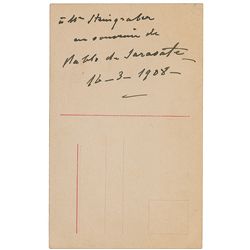 à Mr Steingraber
en souvenir de
Pablo de Sarasate
16-3-1908-